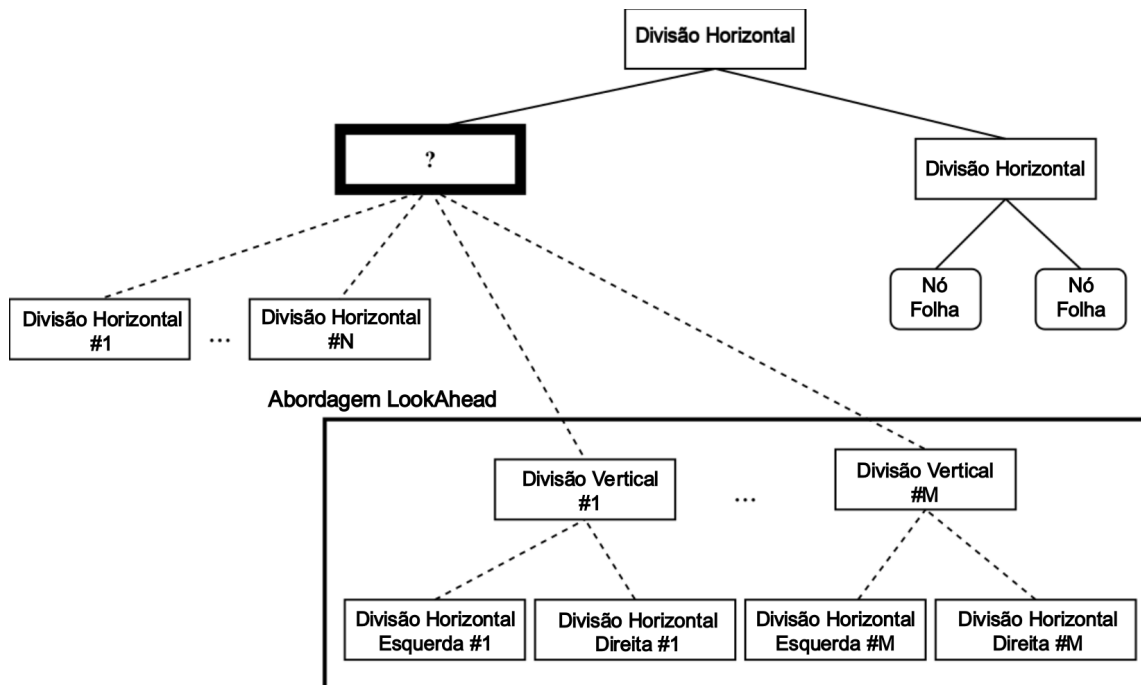 Divisão Horizontal
?
Divisão Horizontal
Nó
Folha
Nó
Folha
Divisão Horizontal
#1
...
Divisão Horizontal
#N
Abordagem LookAhead
Divisão Vertical
#1
...
Divisão Vertical
#M
Divisão Horizontal
Esquerda #1
Divisão Horizontal
Direita #1
Divisão Horizontal
Esquerda #M
Divisão Horizontal
Direita #M